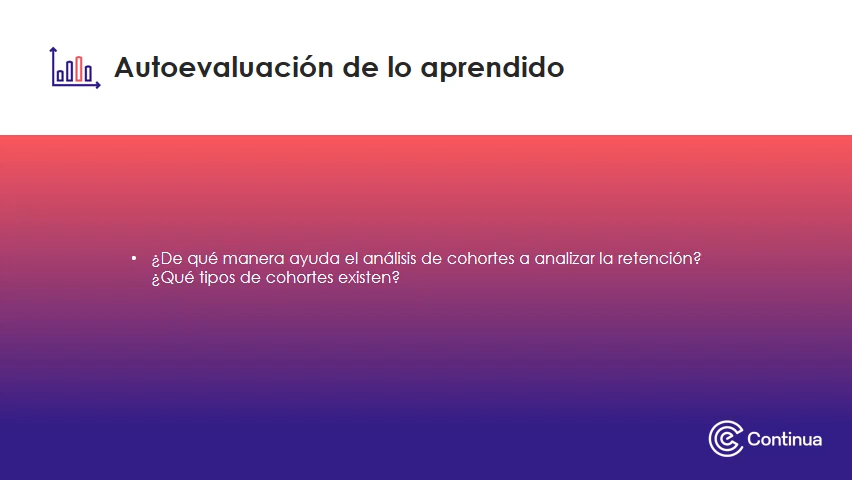 Autoevaluación de lo aprendido
• ¿De qué manera ayuda el análisis de cohortes a analizar la retención?
¿Qué tipos de cohortes existen?
Continua